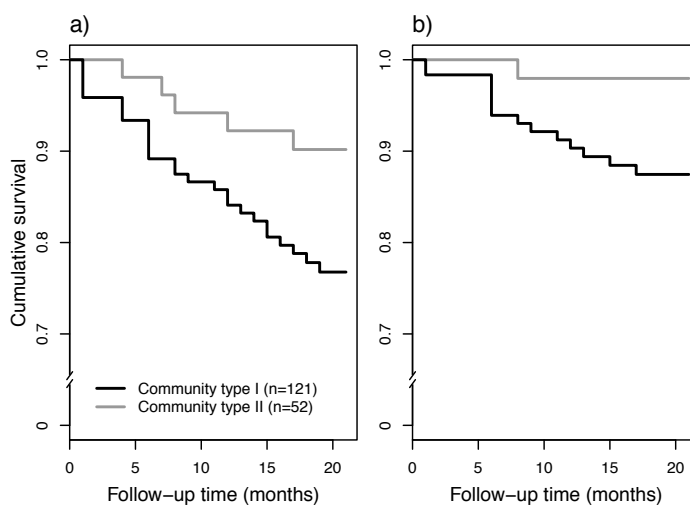 a)
b)
Cumulative survival
1.0
0.9
0.8
0.7
0
1.0
0.9
0.8
0.7
0
Community type I (n=121)
Community type II (n=52)
0 5 10 15 20
0 5 10 15 20
Follow−up time (months)
Follow−up time (months)